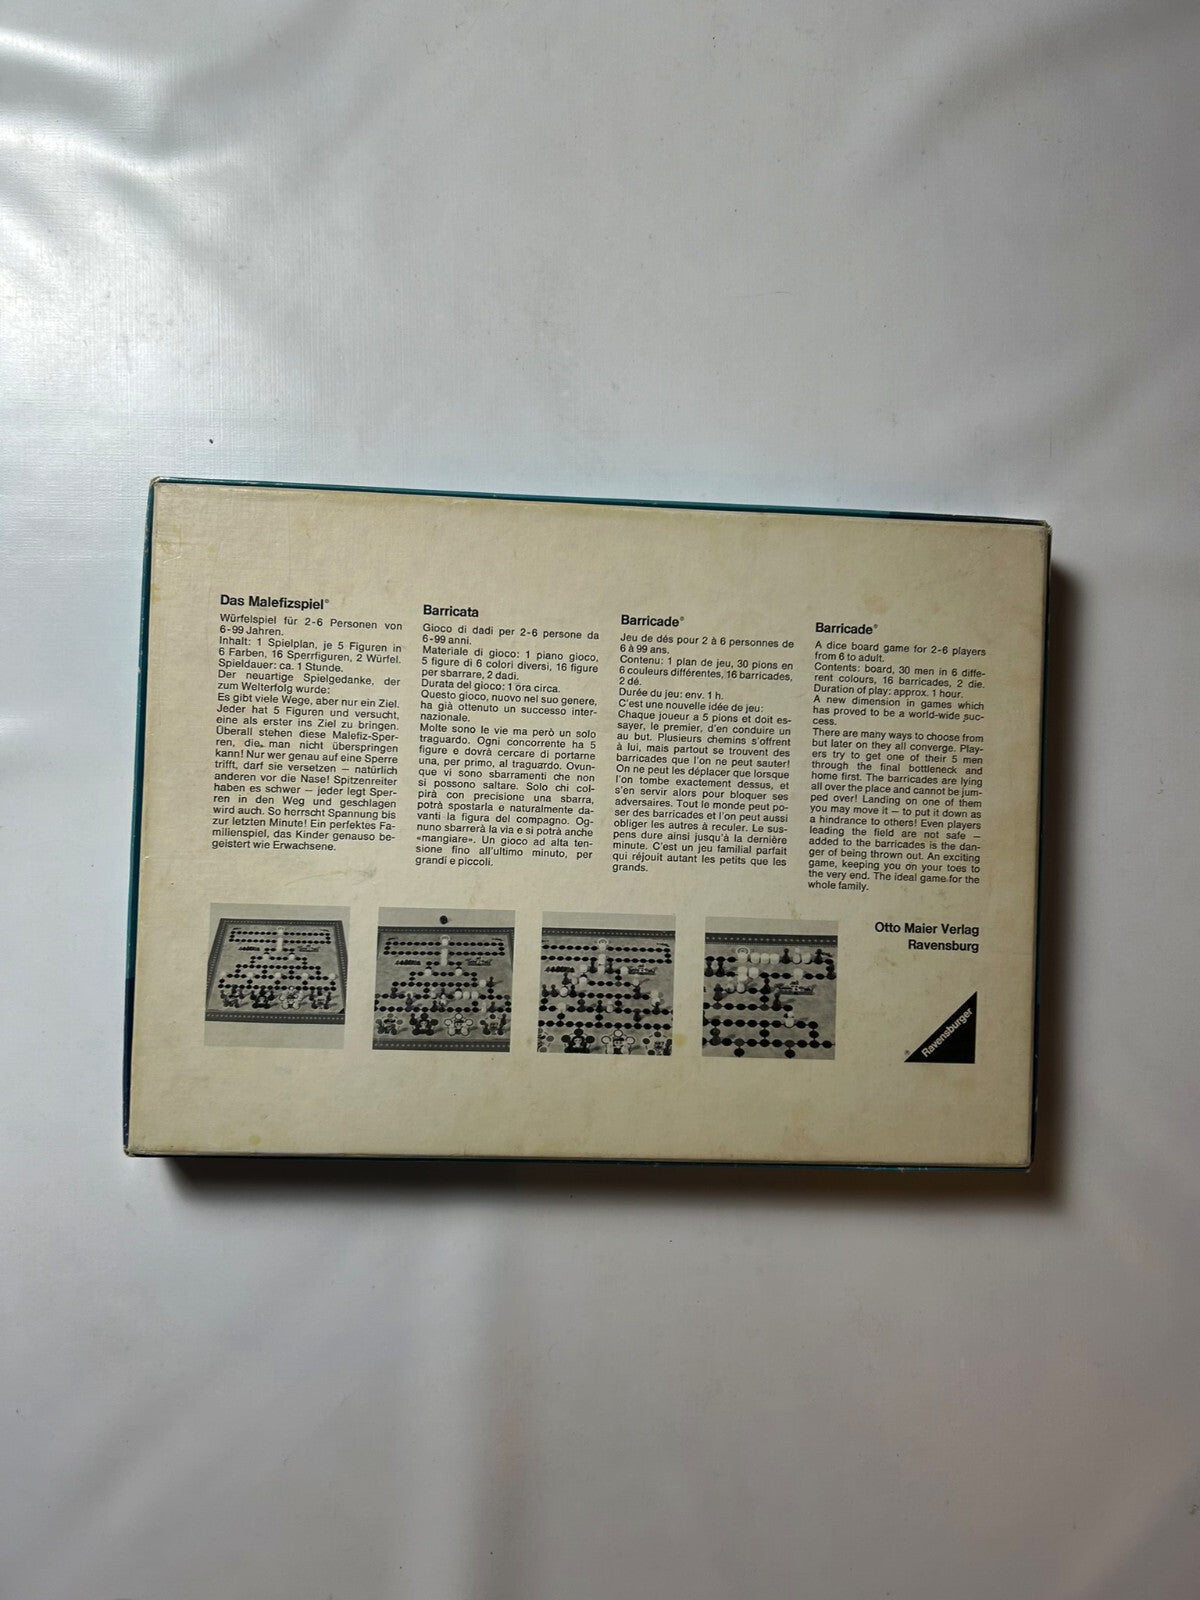 Das Malefizspiel®
Würfelspiel für 2-6 Personen von
6-99 Jahren.
Inhalt: 1 Spielplan, je 5 Figuren in
6 Farben, 16 Sperrfiguren, 2 Würfel.
Spieldauer: ca. 1 Stunde.
Der neuartige Spielgedanke, der
zum Welterfolg wurde:
Es gibt viele Wege, aber nur ein Ziel.
Jeder hat 5 Figuren und versucht,
eine als erster ins Ziel zu bringen.
Überall stehen diese Malefiz-Sper-
ren, die man nicht überspringen
kann! Nur wer genau auf eine Sperre
trifft, darf sie versetzen – natürlich
anderen vor die Nase! Spitzenreiter
haben es schwer – jeder legt Sper-
ren in den Weg und geschlagen
wird auch. So herrscht Spannung bis
zur letzten Minute! Ein perfektes Fa-
milienspiel, das Kinder genauso be-
geistert wie Erwachsene.
Barricata
Gioco di dadi per 2-6 persone da
6-99 anni.
Materiale di gioco: 1 piano gioco,
5 figure di 6 colori diversi, 16 figure
per sbarrare, 2 dadi.
Durata del gioco: 1 ora circa.
Questo gioco, nuovo nel suo genere,
ha già ottenuto un successo inter-
nazionale.
Molte sono le vie ma però un solo
traguardo. Ogni concorrente ha 5
figure e dovrà cercare di portarne
una, per primo, al traguardo. Ovun-
que vi sono sbarramenti che non
si possono saltare. Solo chi col-
pirà con precisione una sbarra,
potrà spostarla e naturalmente da-
vanti la figura del compagno. Og-
nuno sbarrerà la via e si potrà anche
«mangiare». Un gioco ad alta ten-
sione fino all'ultimo minuto, per
grandi e piccoli.
Barricade®
Jeu de dés pour 2 à 6 personnes de
6 à 99 ans.
Contenu: 1 plan de jeu, 30 pions en
6 couleurs différentes, 16 barricades,
2 dé.
Durée du jeu: env. 1 h.
C'est une nouvelle idée de jeu:
Chaque joueur a 5 pions et doit es-
sayer, le premier, d'en conduire un
au but. Plusieurs chemins s'offrent
à lui, mais partout se trouvent des
barricades que l'on ne peut sauter!
On ne peut les déplacer que lorsque
l'on tombe exactement dessus, et
s'en servir alors pour bloquer ses
adversaires. Tout le monde peut po-
ser des barricades et l'on peut aussi
obliger les autres à reculer. Le sus-
pens dure ainsi jusqu'à la dernière
minute. C'est un jeu familial parfait
qui réjouit autant les petits que les
grands.
Barricade®
A dice board game for 2-6 players
from 6 to adult.
Contents: board, 30 men in 6 diffe-
rent colours, 16 barricades, 2 die.
Duration of play: approx. 1 hour.
A new dimension in games which
has proved to be a world-wide suc-
cess.
There are many ways to choose from
but later on they all converge. Play-
ers try to get one of their 5 men
through the final bottleneck and
home first. The barricades are lying
all over the place and cannot be jum-
ped over! Landing on one of them
you may move it – to put it down as
a hindrance to others! Even players
leading the field are not safe –
added to the barricades is the dan-
ger of being thrown out. An exciting
game, keeping you on your toes to
the very end. The ideal game for the
whole family.
Otto Maier Verlag
Ravensburg
Ravensburger ®